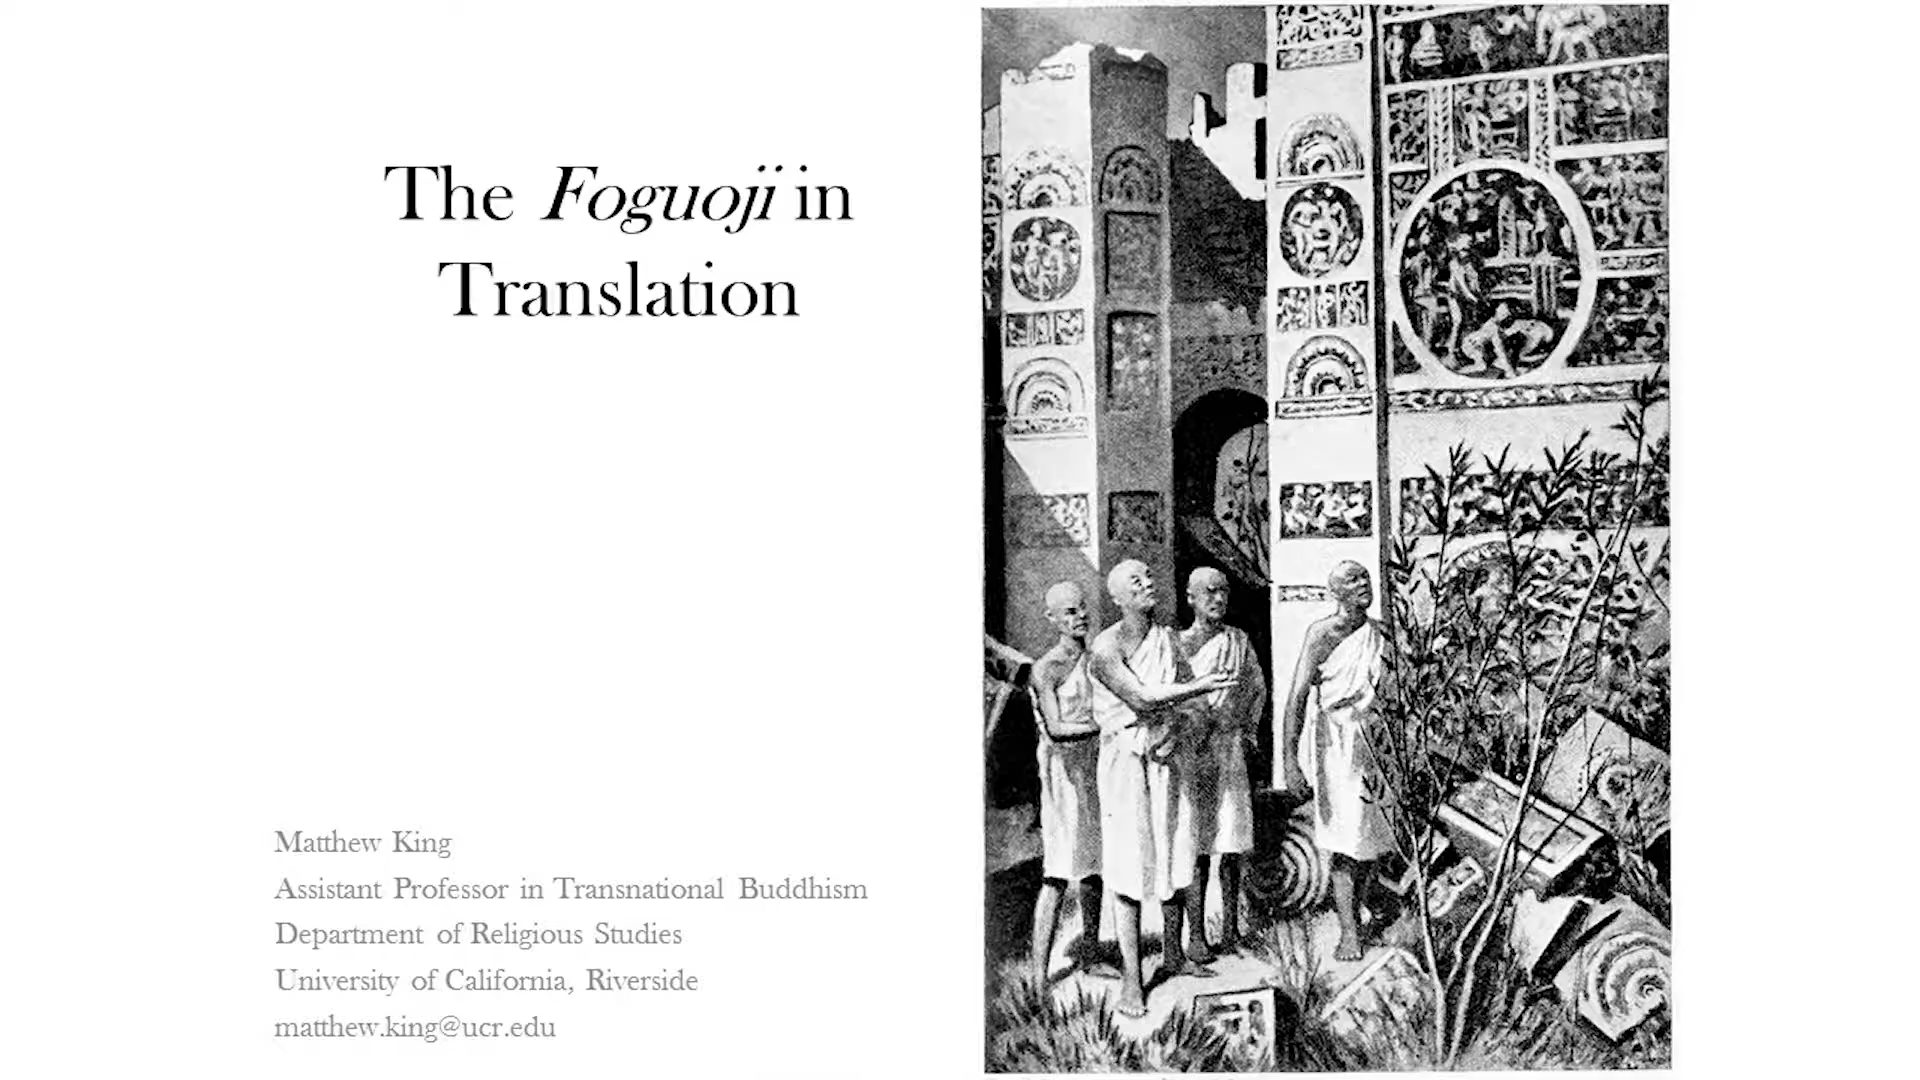 The Foguoji in
Translation
Matthew King
Assistant Professor in Transnational Buddhism
Department of Religious Studies
University of California, Riverside
matthew.king@ucr.edu